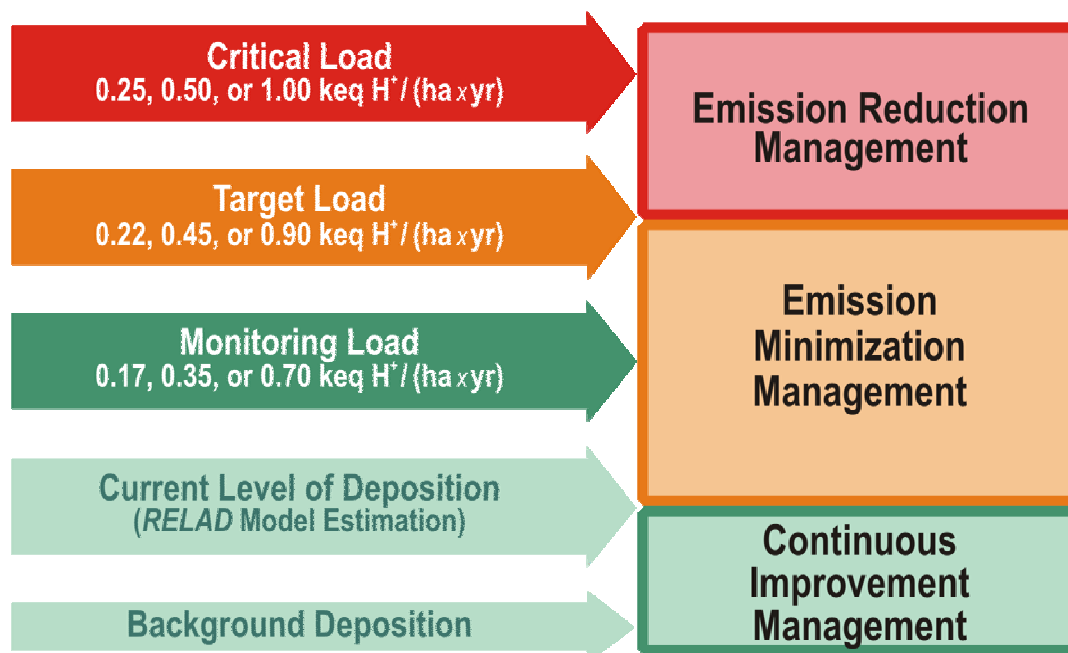 Critical Load
0.25, 0.50, or 1.00 keq H⁺/(ha x yr)
Target Load
0.22, 0.45, or 0.90 keq H⁺/(ha x yr)
Monitoring Load
0.17, 0.35, or 0.70 keq H⁺/(ha x yr)
Current Level of Deposition
(RELAD Model Estimation)
Background Deposition
Emission Reduction
Management
Emission
Minimization
Management
Continuous
Improvement
Management